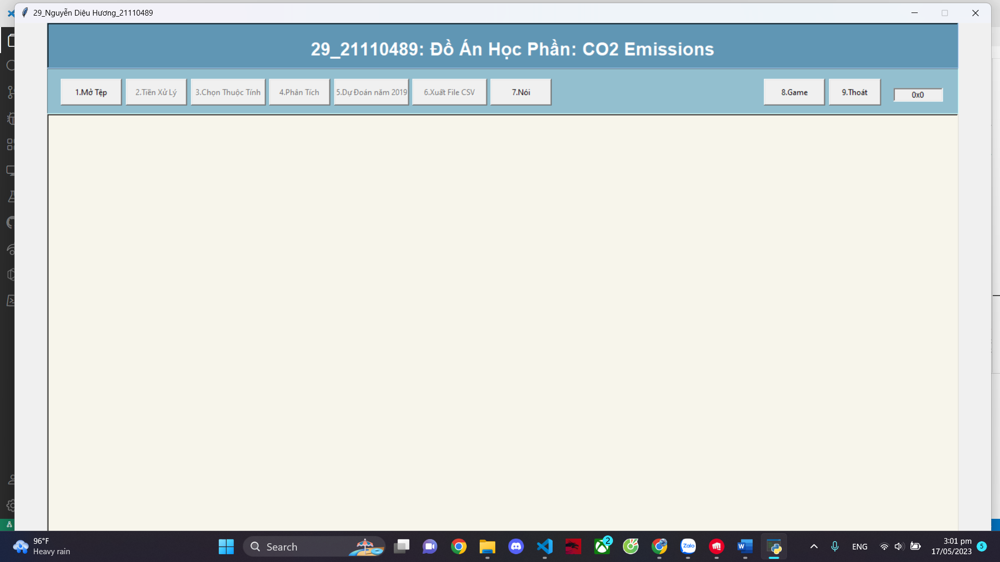 29_Nguyễn Diệu Hương_21110489
29_21110489: Đồ Án Học Phần: CO2 Emissions
1.Mở Tệp
2.Tiền Xử Lý
3.Chọn Thuộc Tính
4.Phân Tích
5.Dự Đoán năm 2019
6.Xuất File CSV
7.Nói
8.Game
9.Thoát
0x0
96°F
Heavy rain
Search
2
Zalo
W
ENG
3:01 pm
17/05/2023
5